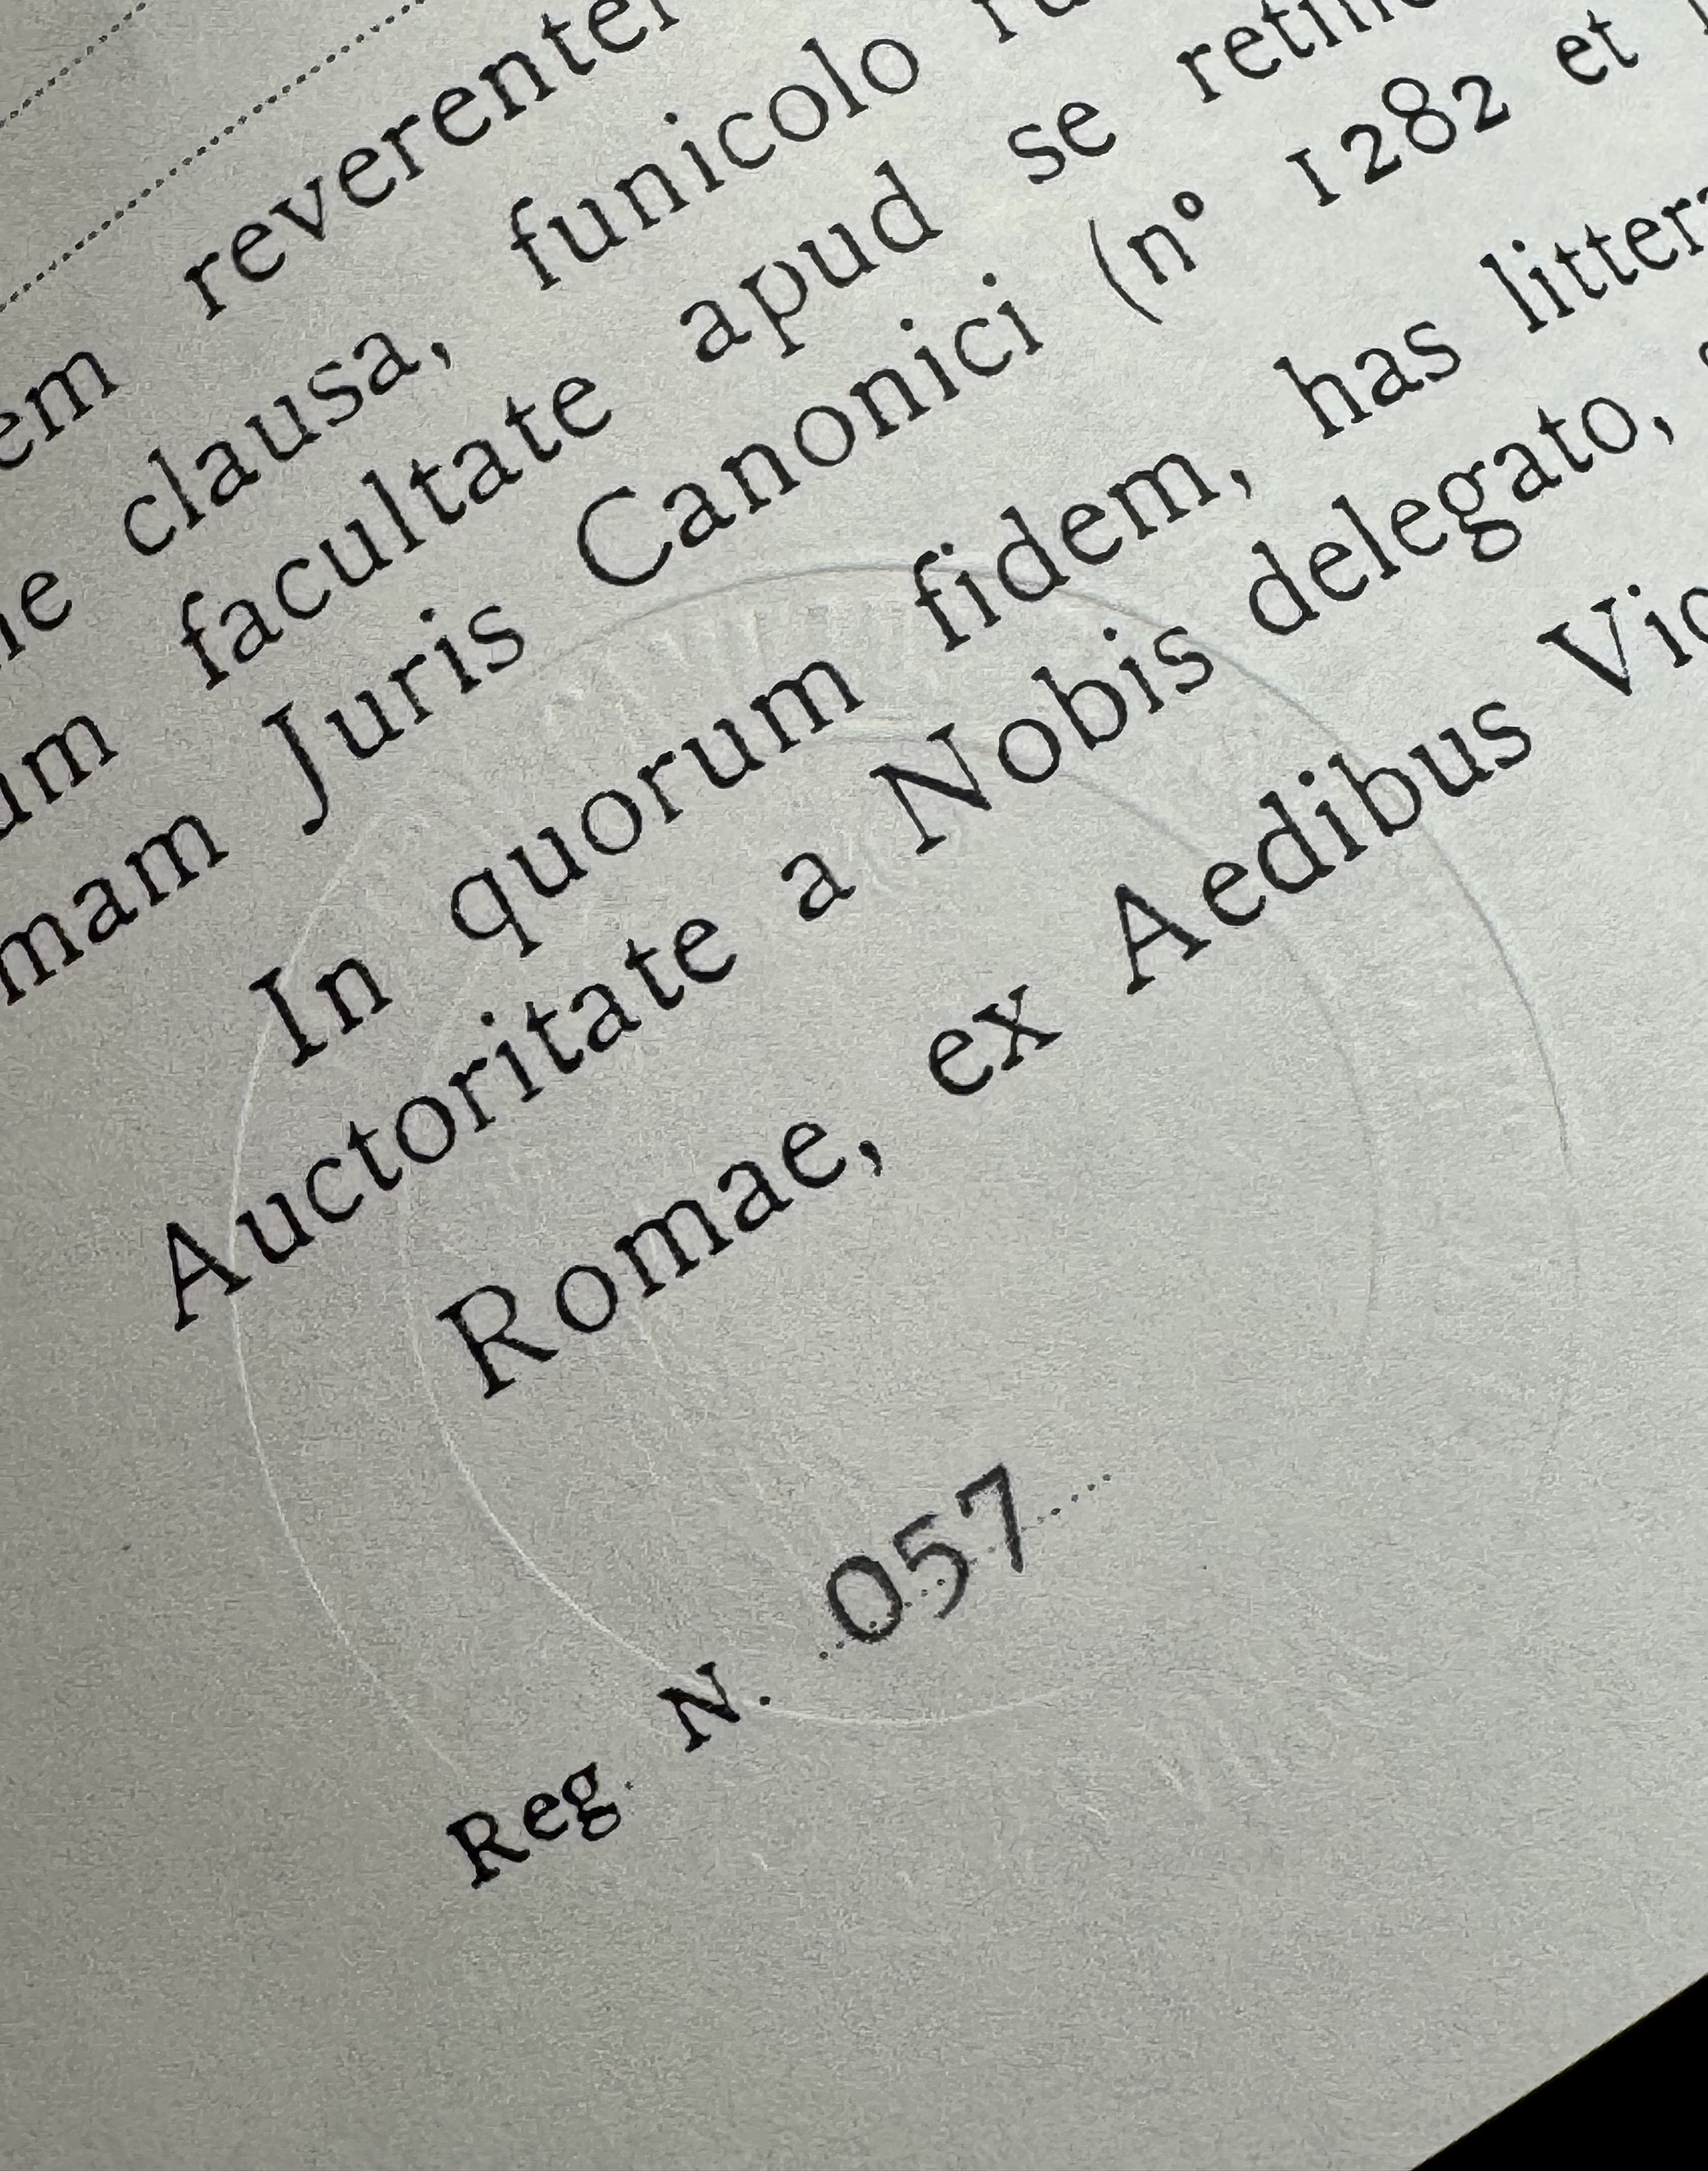 reverenter
clausa, funicolo
facultate apud se
mam Juris Canonici (nº 1282 et
In quorum fidem, has
Auctoritate a Nobis delegato,
Romae, ex Aedibus
Reg. N. 057